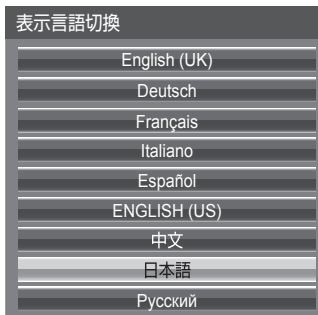 表示言語切換
English (UK)
Deutsch
Français
Italiano
Español
ENGLISH (US)
中文
日本語
Русский